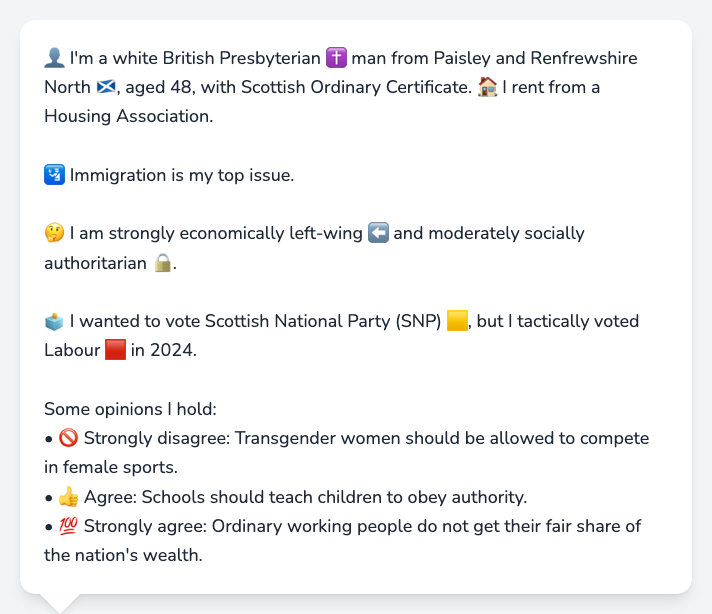 👤 I'm a white British Presbyterian ✝️ man from Paisley and Renfrewshire
North 🏴󠁧󠁢󠁳󠁣󠁴󠁿, aged 48, with Scottish Ordinary Certificate. 🏠 I rent from a
Housing Association.
🛂 Immigration is my top issue.
🤔 I am strongly economically left-wing ⬅️ and moderately socially
authoritarian 🔒.
🗳️ I wanted to vote Scottish National Party (SNP) 🟨, but I tactically voted
Labour 🟥 in 2024.
Some opinions I hold:
• 🚫 Strongly disagree: Transgender women should be allowed to compete
in female sports.
• 👍 Agree: Schools should teach children to obey authority.
• 💯 Strongly agree: Ordinary working people do not get their fair share of
the nation's wealth.